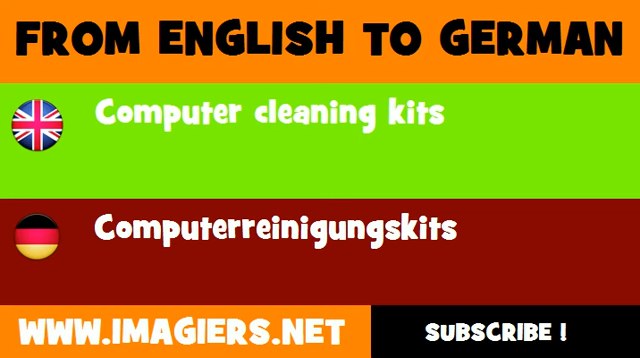 FROM ENGLISH TO GERMAN
Computer cleaning kits
Computerreinigungskits
WWW.IMAGIERS.NET
SUBSCRIBE !